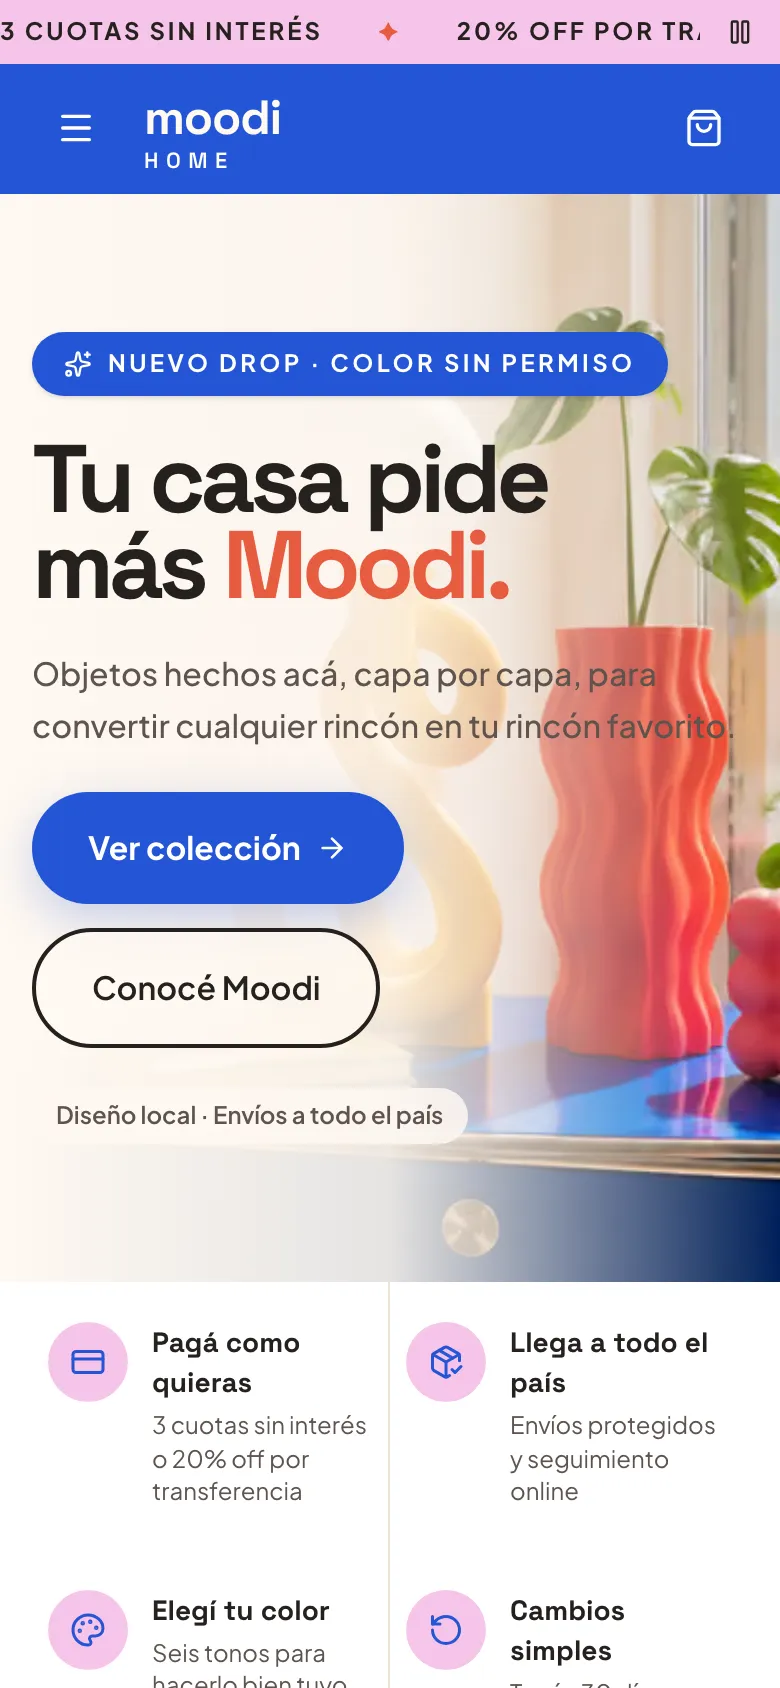 3 CUOTAS SIN INTERÉS ✦ 20% OFF POR
moodi
HOME
NUEVO DROP · COLOR SIN PERMISO
Tu casa pide
más Moodi.
Objetos hechos acá, capa por capa, para
convertir cualquier rincón en tu rincón favorito.
Ver colección →
Conocé Moodi
Diseño local · Envíos a todo el país
Pagá como
quieras
3 cuotas sin interés
o 20% off por
transferencia
Llega a todo el
país
Envíos protegidos
y seguimiento
online
Elegí tu color
Seis tonos para
hacerlo bien tuyo
Cambios
simples